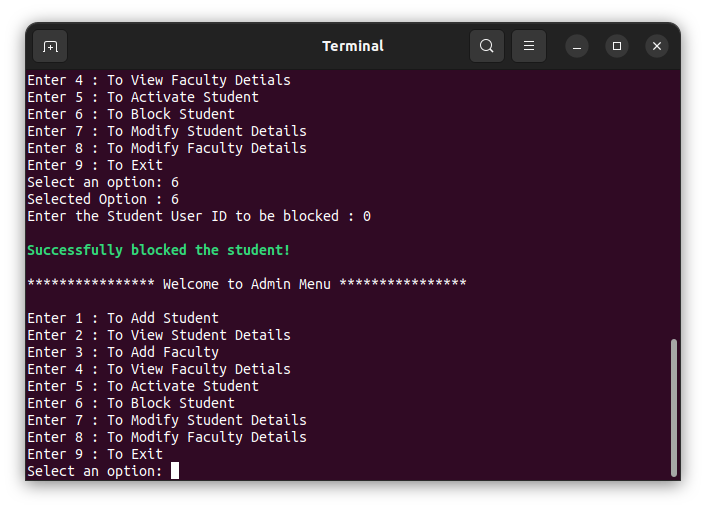 Terminal
Enter 4 : To View Faculty Detials
Enter 5 : To Activate Student
Enter 6 : To Block Student
Enter 7 : To Modify Student Details
Enter 8 : To Modify Faculty Details
Enter 9 : To Exit
Select an option: 6
Selected Option : 6
Enter the Student User ID to be blocked : 0
Successfully blocked the student!
**************** Welcome to Admin Menu ****************
Enter 1 : To Add Student
Enter 2 : To View Student Details
Enter 3 : To Add Faculty
Enter 4 : To View Faculty Detials
Enter 5 : To Activate Student
Enter 6 : To Block Student
Enter 7 : To Modify Student Details
Enter 8 : To Modify Faculty Details
Enter 9 : To Exit
Select an option: